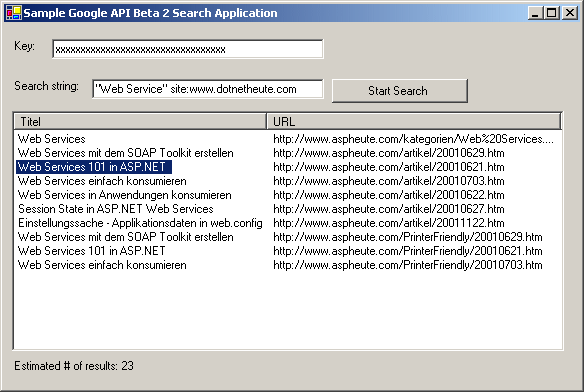 Sample Google API Beta 2 Search Application
Key: xxxxxxxxxxxxxxxxxxxxxxxxxxxxxxxx
Search string: "Web Service" site:www.dotnetheute.com Start Search
Titel URL
Web Services http://www.aspheute.com/kategorien/Web%20Services....
Web Services mit dem SOAP Toolkit erstellen http://www.aspheute.com/artikel/20010629.htm
Web Services 101 in ASP.NET http://www.aspheute.com/artikel/20010621.htm
Web Services einfach konsumieren http://www.aspheute.com/artikel/20010703.htm
Web Services in Anwendungen konsumieren http://www.aspheute.com/artikel/20010622.htm
Session State in ASP.NET Web Services http://www.aspheute.com/artikel/20010627.htm
Einstellungssache - Applikationsdaten in web.config http://www.aspheute.com/artikel/20011122.htm
Web Services mit dem SOAP Toolkit erstellen http://www.aspheute.com/PrinterFriendly/20010629.htm
Web Services 101 in ASP.NET http://www.aspheute.com/PrinterFriendly/20010621.htm
Web Services einfach konsumieren http://www.aspheute.com/PrinterFriendly/20010703.htm
Estimated # of results: 23